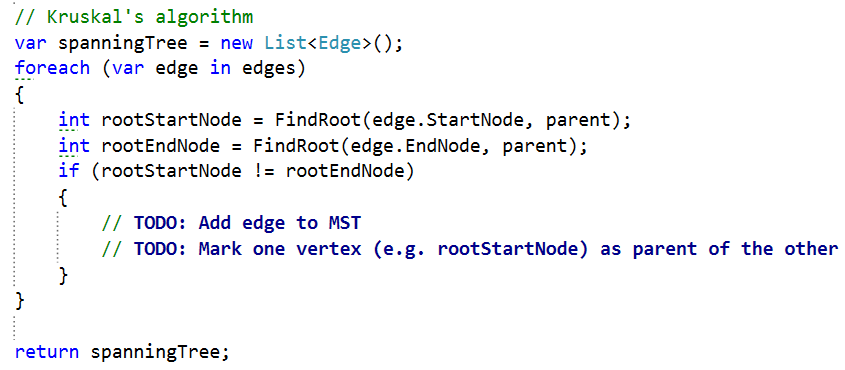 // Kruskal's algorithm
var spanningTree = new List<Edge>();
foreach (var edge in edges)
{
    int rootStartNode = FindRoot(edge.StartNode, parent);
    int rootEndNode = FindRoot(edge.EndNode, parent);
    if (rootStartNode != rootEndNode)
    {
        // TODO: Add edge to MST
        // TODO: Mark one vertex (e.g. rootStartNode) as parent of the other
    }
}
return spanningTree;